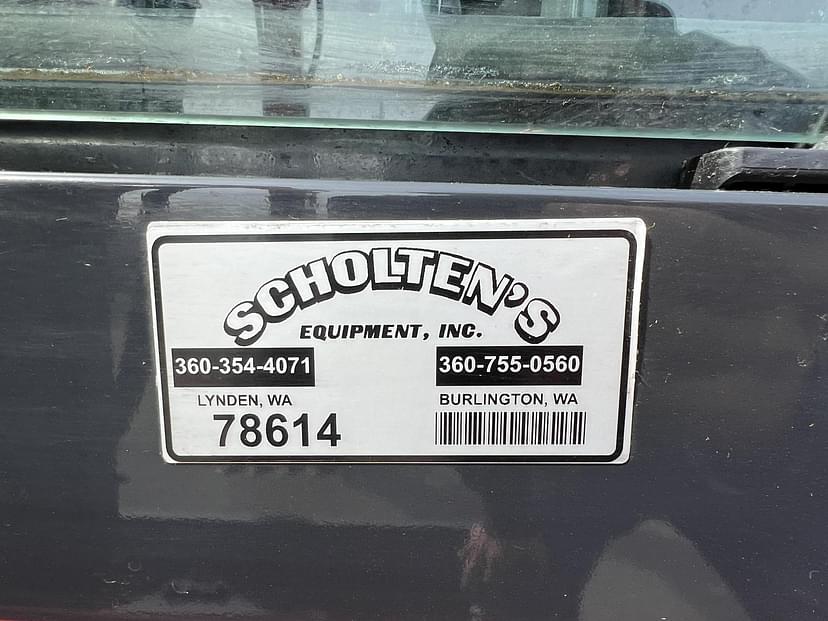 SCHOLTEN'S
EQUIPMENT, INC.
360-354-4071 360-755-0560
LYNDEN, WA BURLINGTON, WA
78614